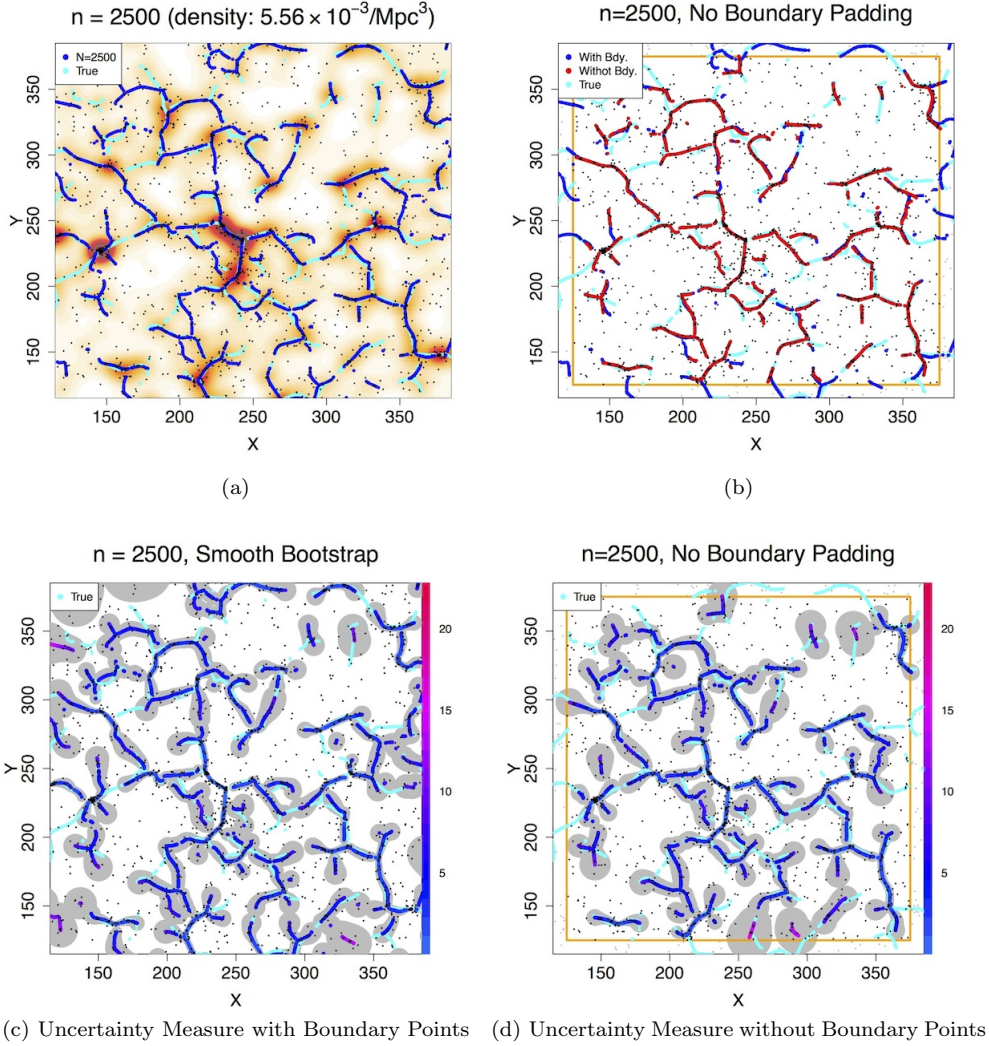 n = 2500 (density: 5.56 × 10⁻³/Mpc³)
N=2500
True
350
300
250
200
150
Y
150
200
250
300
350
X
(a)
n=2500, No Boundary Padding
With Bdy.
Withot Bdy.
True
350
300
250
200
150
Y
150
200
250
300
350
X
(b)
n = 2500, Smooth Bootstrap
True
350
300
250
200
150
Y
150
200
250
300
350
X
20
15
10
5
(c) Uncertainty Measure with Boundary Points
n=2500, No Boundary Padding
True
350
300
250
200
150
Y
150
200
250
300
350
X
20
15
10
5
(d) Uncertainty Measure without Boundary Points